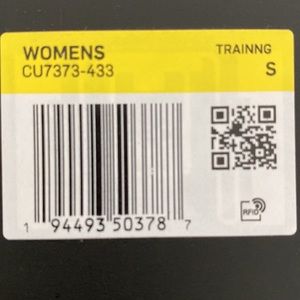 WOMENS TRAINNG
CU7373-433 S
1 94493 50378 7
RFID